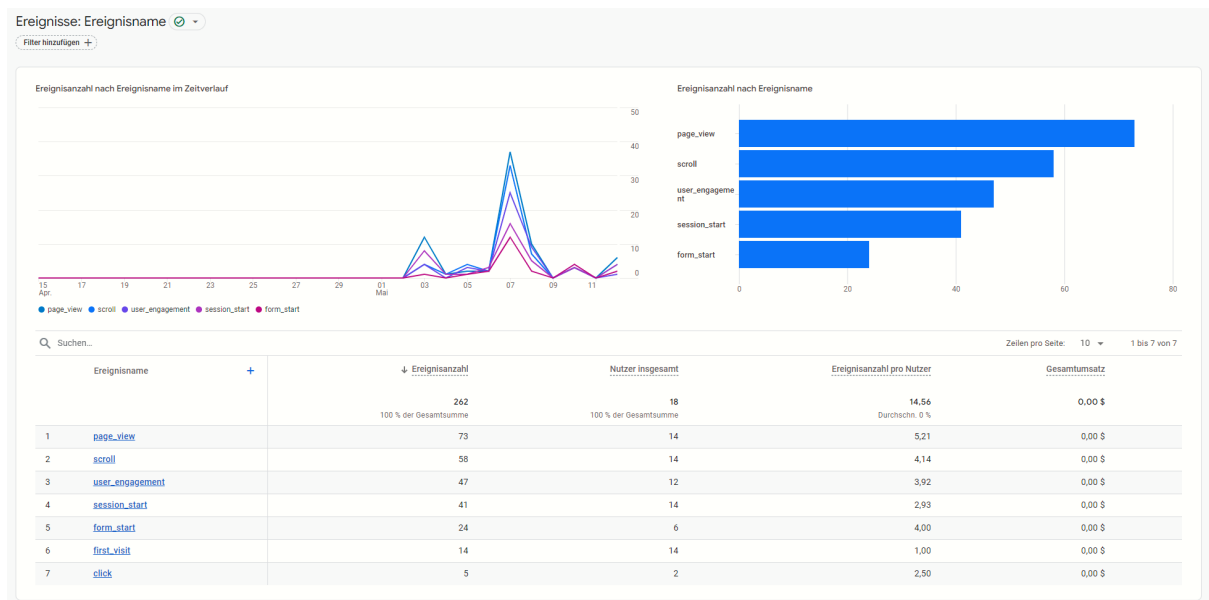 Ereignisse: Ereignisname
Filter hinzufügen +
Ereignisanzahl nach Ereignisname im Zeitverlauf
50
40
30
20
10
0
15 17 19 21 23 25 27 29 01 03 05 07 09 11
Apr. Mai
page_view scroll user_engagement session_start form_start
Ereignisanzahl nach Ereignisname
0 20 40 60 80
page_view
scroll
user_engageme
nt
session_start
form_start
0 20 40 60 80
Suchen...
Zeilen pro Seite: 10 1 bis 7 von 7
Ereignisname + ↓ Ereignisanzahl Nutzer insgesamt Ereignisanzahl pro Nutzer Gesamtumsatz
262 18 14,56 0,00 $
100 % der Gesamtsumme 100 % der Gesamtsumme Durchschn. 0 %
1 page_view 73 14 5,21 0,00 $
2 scroll 58 14 4,14 0,00 $
3 user_engagement 47 12 3,92 0,00 $
4 session_start 41 14 2,93 0,00 $
5 form_start 24 6 4,00 0,00 $
6 first_visit 14 14 1,00 0,00 $
7 click 5 2 2,50 0,00 $